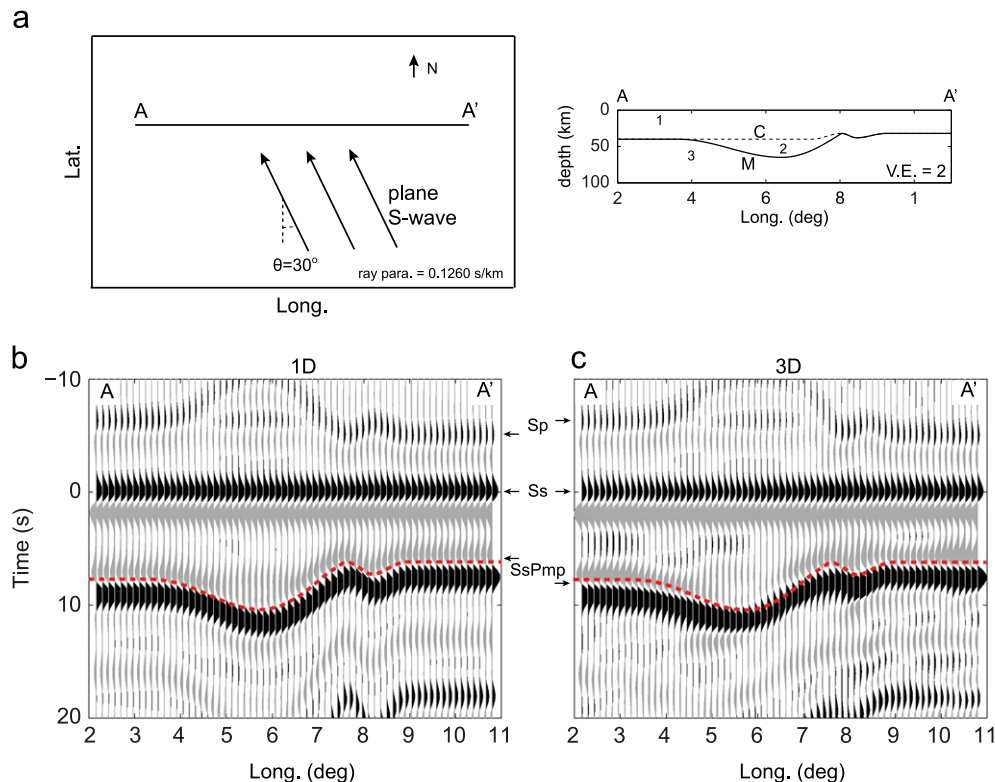 a
N
A A'
Lat.
plane
S-wave
θ=30°
ray para. = 0.1260 s/km
Long.
A A'
0
50
100
depth (km)
1
C
2
3
M
V.E. = 2
2 4 6 8 1
Long. (deg)
b 1D
A A'
−10
0
10
20
Time (s)
2 3 4 5 6 7 8 9 10 11
Long. (deg)
Sp
Ss
SsPmp
c 3D
A A'
2 3 4 5 6 7 8 9 10 11
Long. (deg)